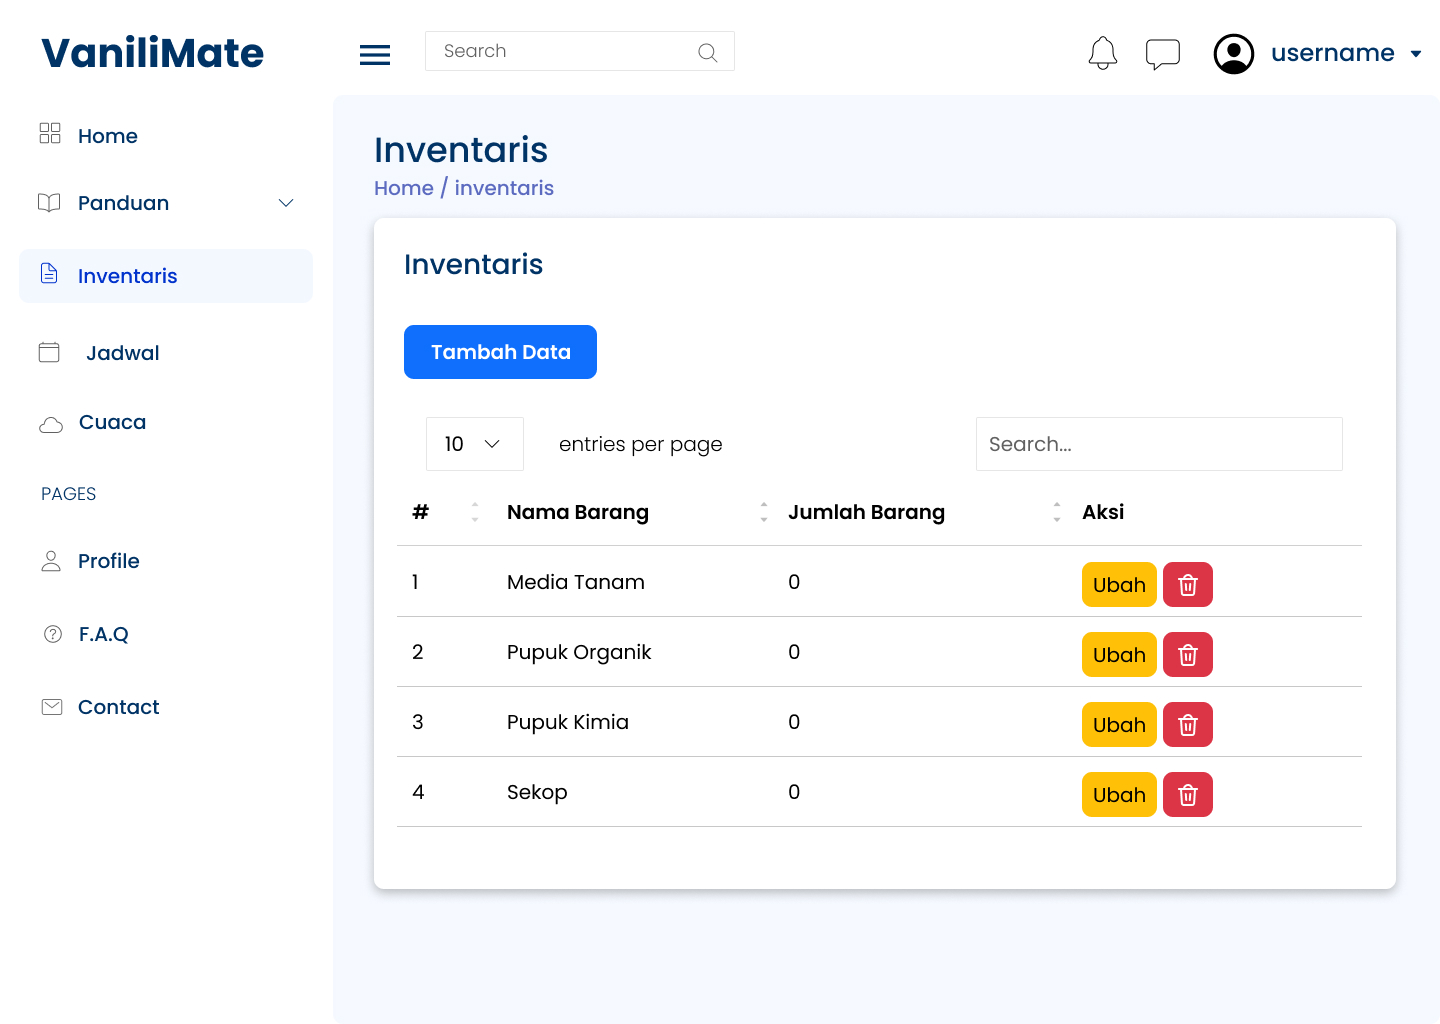 VaniliMate
Search
username
Home
Panduan
Inventaris
Jadwal
Cuaca
PAGES
Profile
F.A.Q
Contact
Inventaris
Home / inventaris
Inventaris
Tambah Data
10 entries per page
Search...
# Nama Barang Jumlah Barang Aksi
1 Media Tanam 0 Ubah
2 Pupuk Organik 0 Ubah
3 Pupuk Kimia 0 Ubah
4 Sekop 0 Ubah